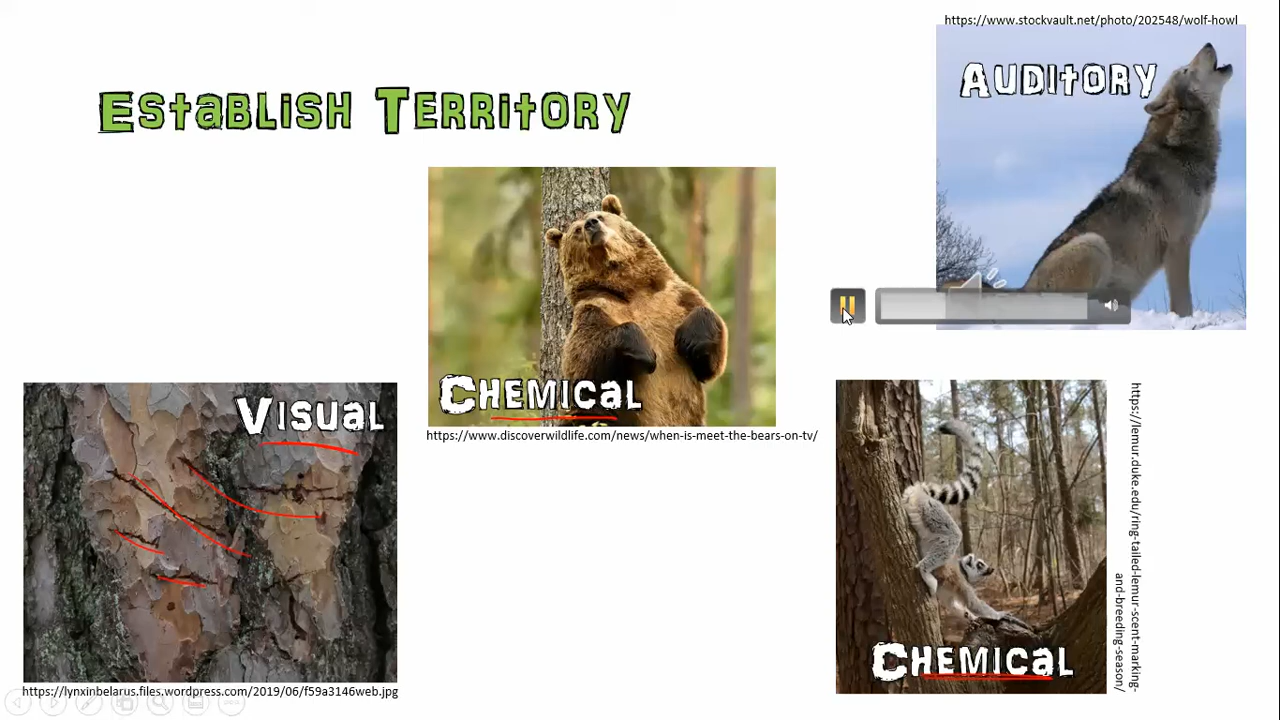 https://www.stockvault.net/photo/202548/wolf-howl
Auditory
Establish Territory
Chemical
https://www.discoverwildlife.com/news/when-is-meet-the-bears-on-tv/
Visual
https://lynxinbelarus.files.wordpress.com/2019/06/f59a3146web.jpg
Chemical
https://lemur.duke.edu/ring-tailed-lemur-scent-marking-
and-breeding-season/